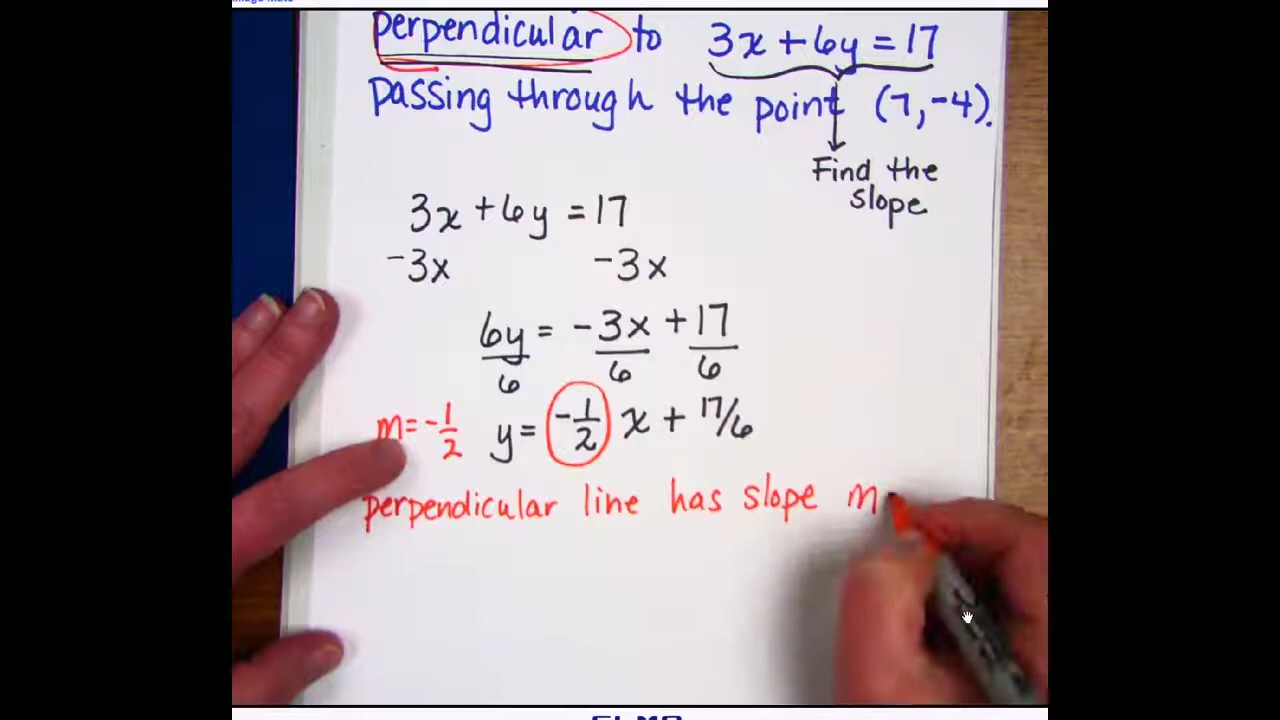 perpendicular to 3x + 6y = 17
passing through the point (7, -4).
Find the
slope
3x + 6y = 17
-3x -3x
6y = -3x + 17
6 6 6
m = -1/2 y = -1/2 x + 17/6
perpendicular line has slope m